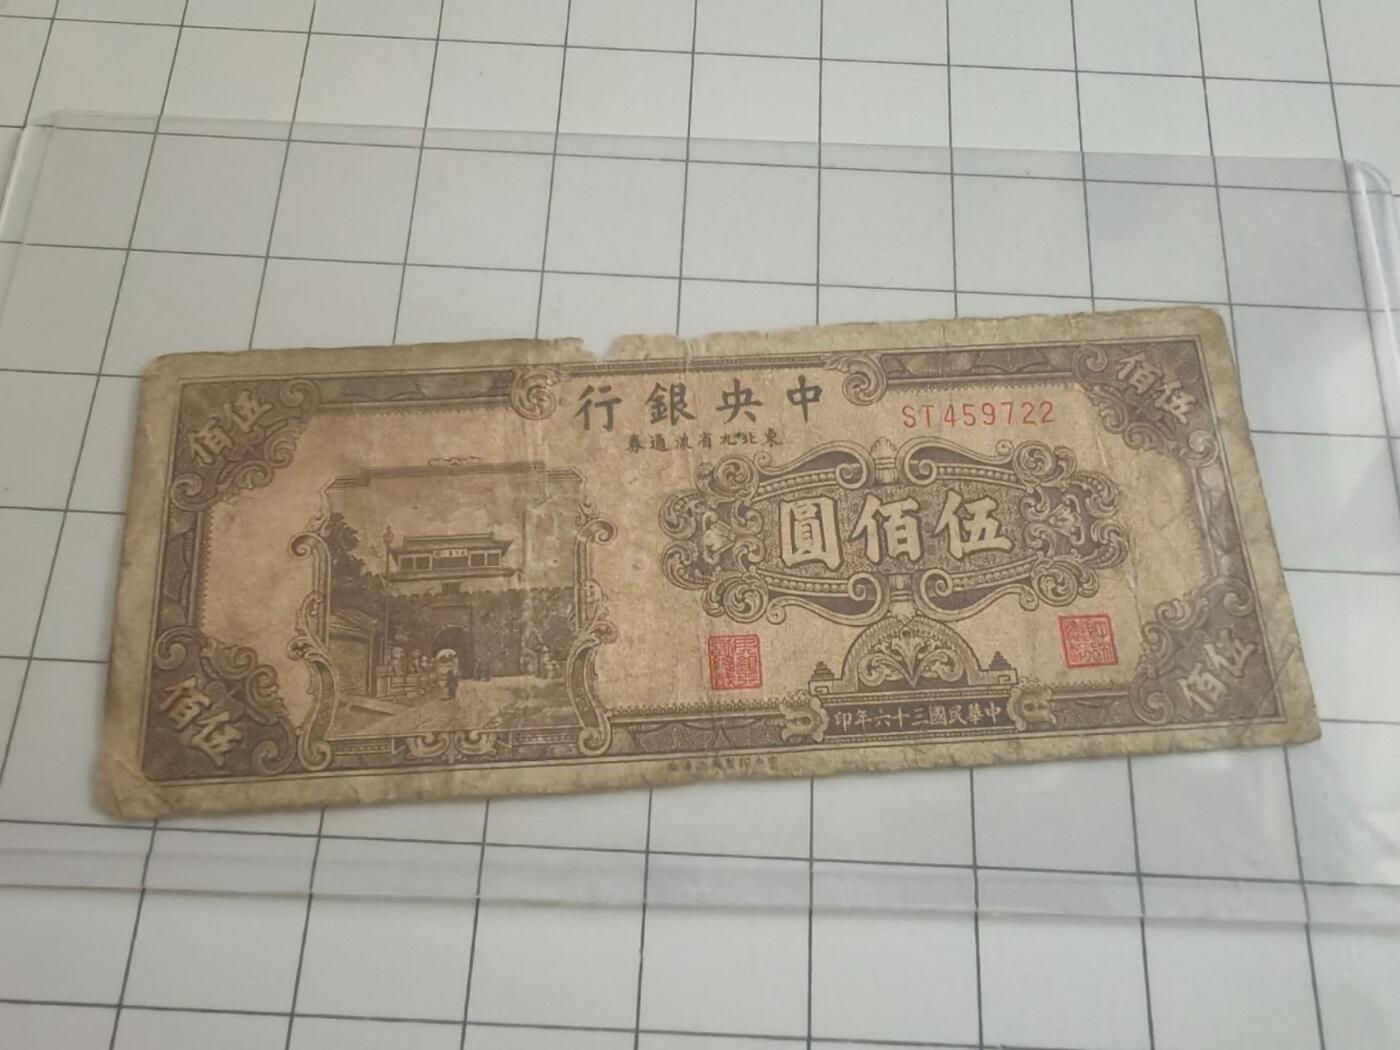 中央銀行
東北九省流通券
ST459722
伍佰
伍佰
伍佰圓
中華民國三十六年印
伍佰
伍佰